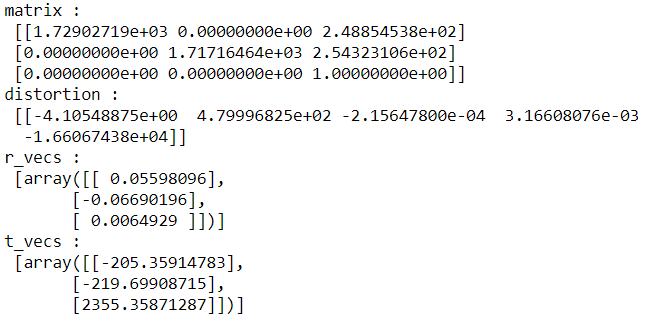 matrix :
[[1.72902719e+03 0.00000000e+00 2.48854538e+02]
[0.00000000e+00 1.71716464e+03 2.54323106e+02]
[0.00000000e+00 0.00000000e+00 1.00000000e+00]]
distortion :
[[-4.10548875e+00 4.79996825e+02 -2.15647800e-04 3.16608076e-03
-1.66067438e+04]]
r_vecs :
[array([[ 0.05598096],
[-0.06690196],
[ 0.0064929 ]])]
t_vecs :
[array([[-205.35914783],
[-219.69908715],
[2355.35871287]])]